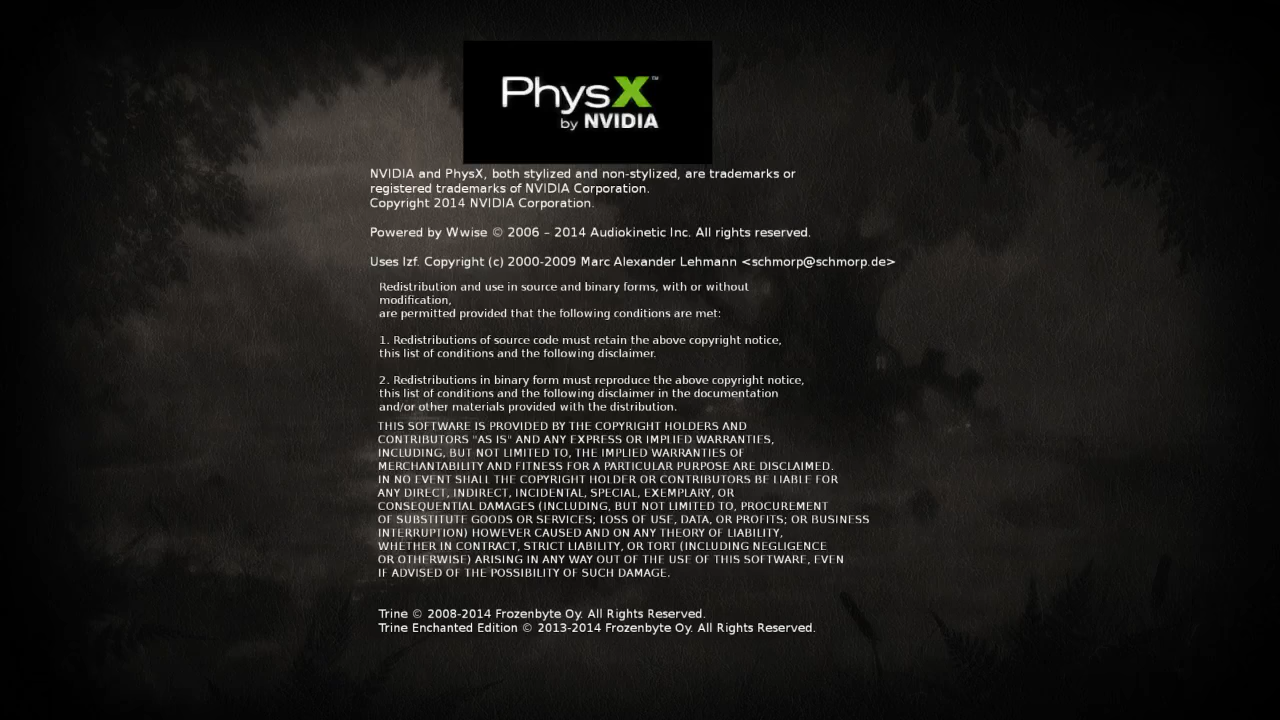 PhysX™
by NVIDIA
NVIDIA and PhysX, both stylized and non-stylized, are trademarks or
registered trademarks of NVIDIA Corporation.
Copyright 2014 NVIDIA Corporation.
Powered by Wwise © 2006 – 2014 Audiokinetic Inc. All rights reserved.
Uses lzf. Copyright (c) 2000-2009 Marc Alexander Lehmann <schmorp@schmorp.de>
Redistribution and use in source and binary forms, with or without
modification,
are permitted provided that the following conditions are met:
1. Redistributions of source code must retain the above copyright notice,
this list of conditions and the following disclaimer.
2. Redistributions in binary form must reproduce the above copyright notice,
this list of conditions and the following disclaimer in the documentation
and/or other materials provided with the distribution.
THIS SOFTWARE IS PROVIDED BY THE COPYRIGHT HOLDERS AND
CONTRIBUTORS "AS IS" AND ANY EXPRESS OR IMPLIED WARRANTIES,
INCLUDING, BUT NOT LIMITED TO, THE IMPLIED WARRANTIES OF
MERCHANTABILITY AND FITNESS FOR A PARTICULAR PURPOSE ARE DISCLAIMED.
IN NO EVENT SHALL THE COPYRIGHT HOLDER OR CONTRIBUTORS BE LIABLE FOR
ANY DIRECT, INDIRECT, INCIDENTAL, SPECIAL, EXEMPLARY, OR
CONSEQUENTIAL DAMAGES (INCLUDING, BUT NOT LIMITED TO, PROCUREMENT
OF SUBSTITUTE GOODS OR SERVICES; LOSS OF USE, DATA, OR PROFITS; OR BUSINESS
INTERRUPTION) HOWEVER CAUSED AND ON ANY THEORY OF LIABILITY,
WHETHER IN CONTRACT, STRICT LIABILITY, OR TORT (INCLUDING NEGLIGENCE
OR OTHERWISE) ARISING IN ANY WAY OUT OF THE USE OF THIS SOFTWARE, EVEN
IF ADVISED OF THE POSSIBILITY OF SUCH DAMAGE.
Trine © 2008-2014 Frozenbyte Oy. All Rights Reserved.
Trine Enchanted Edition © 2013-2014 Frozenbyte Oy. All Rights Reserved.